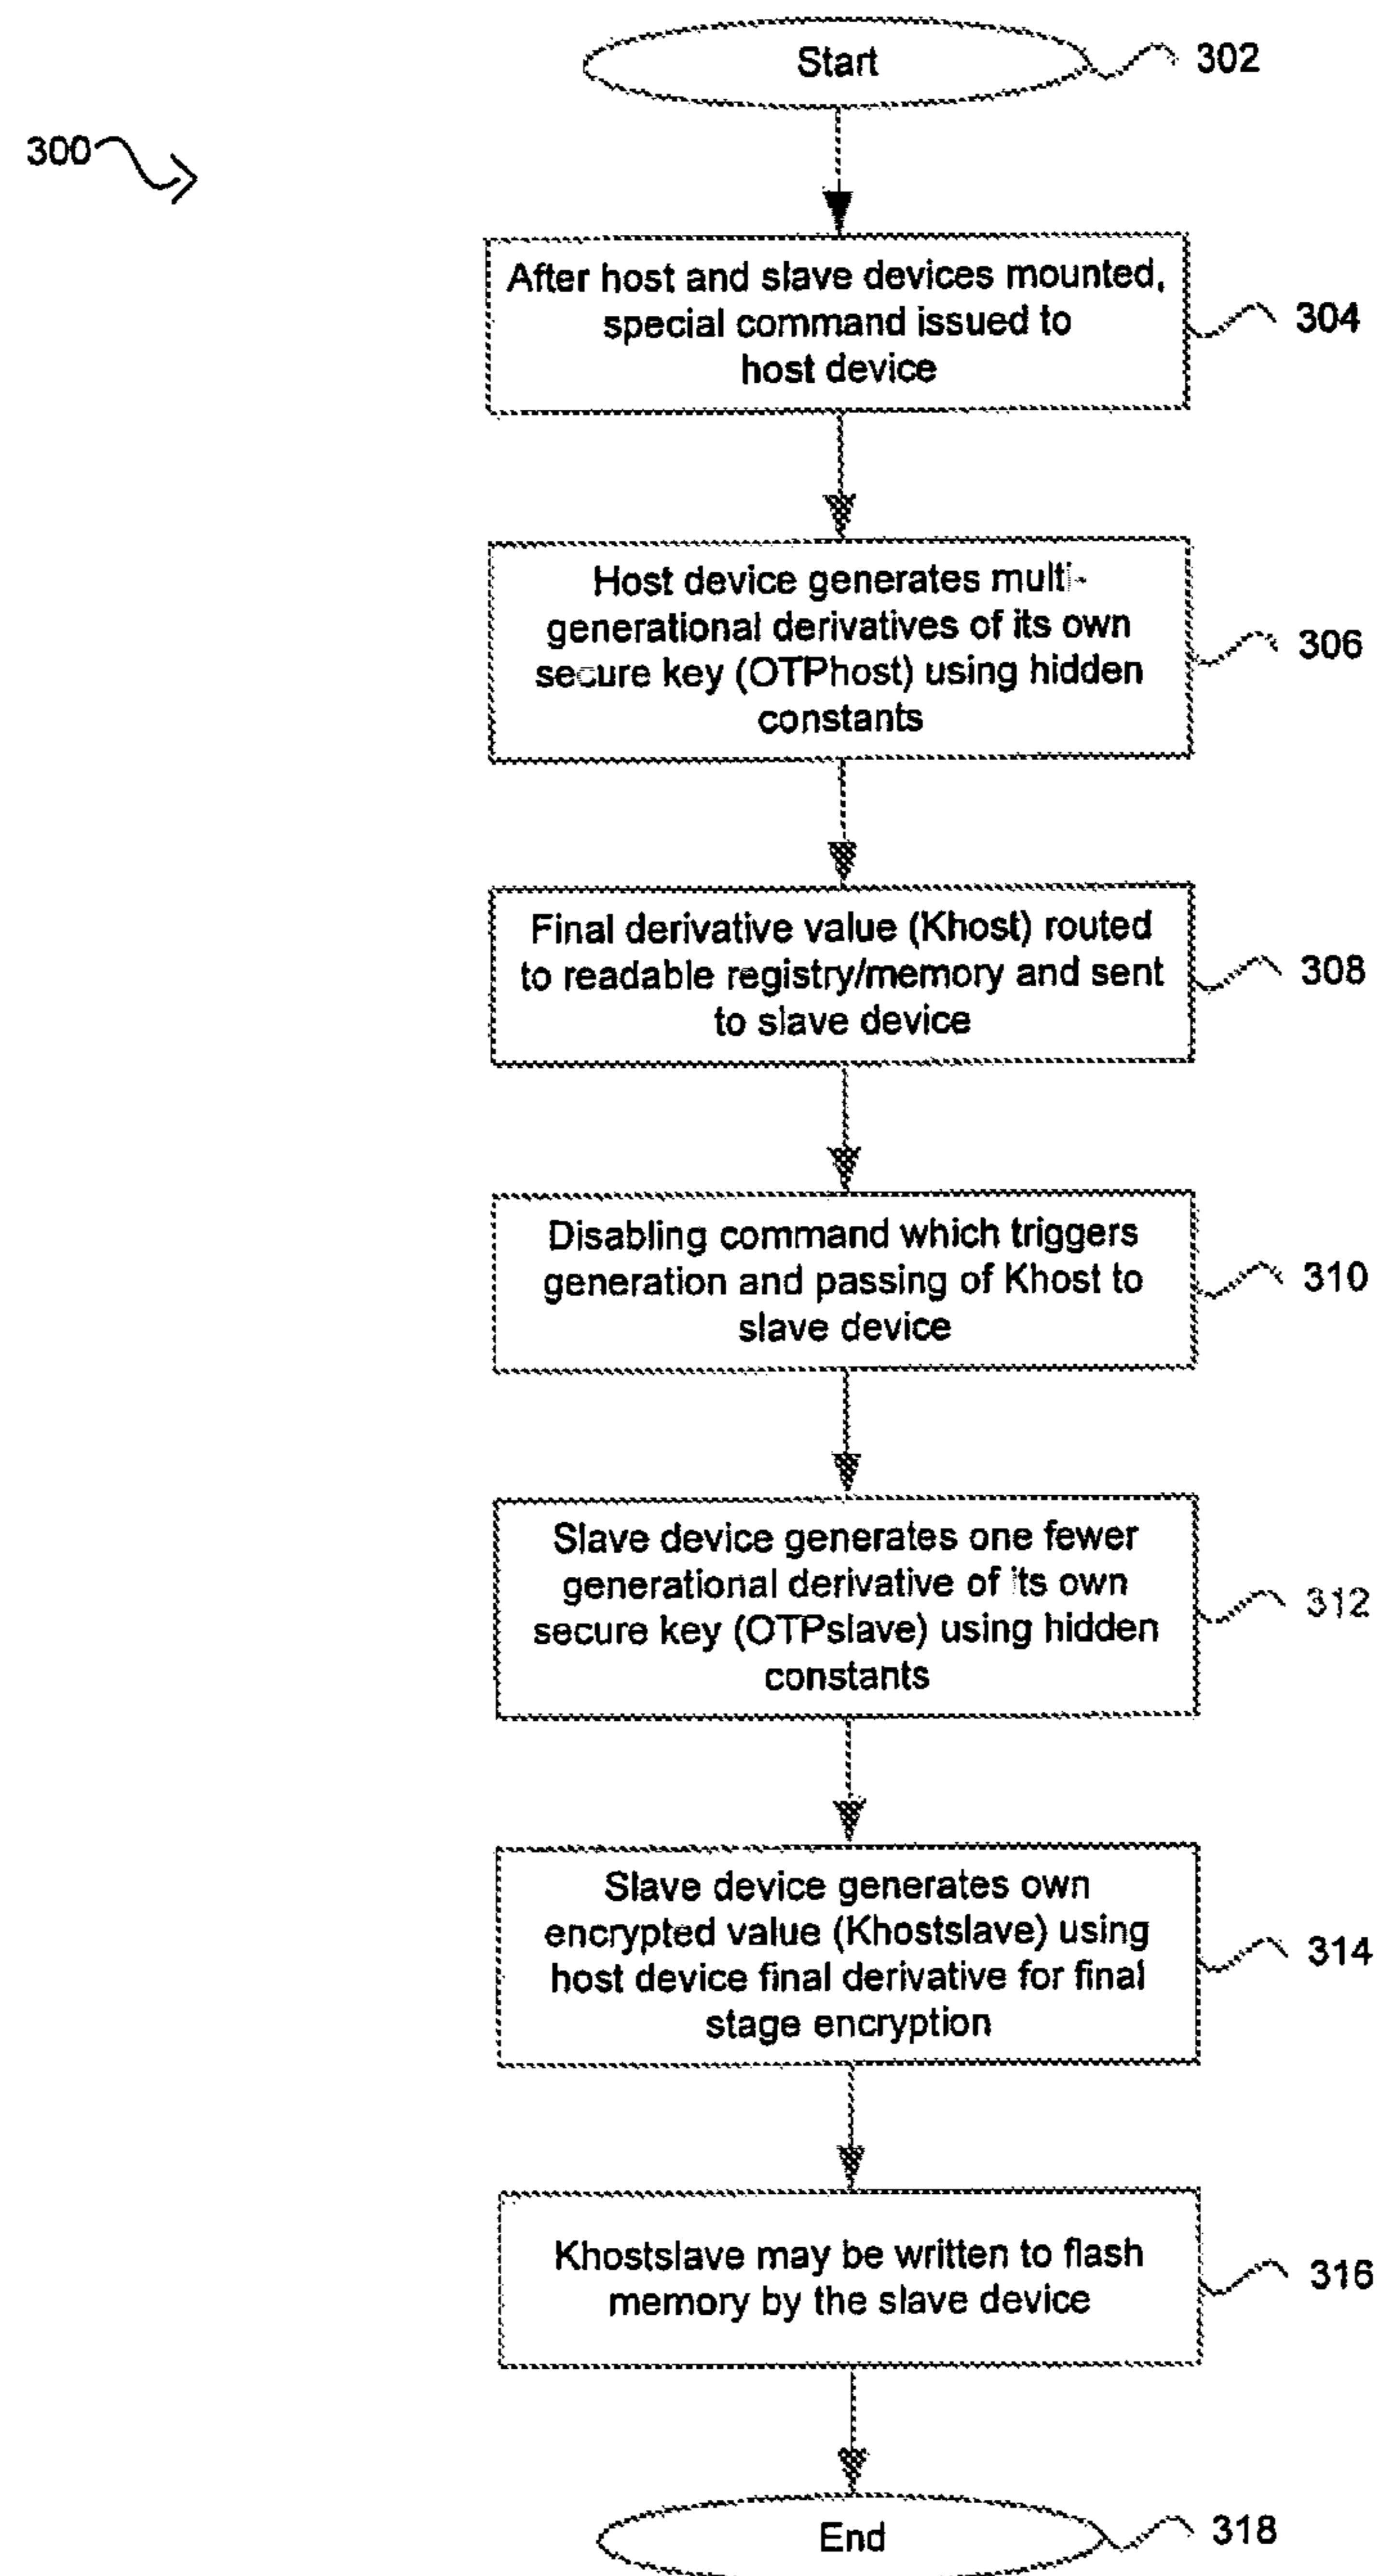 Start
302
300
After host and slave devices mounted,
special command issued to
host device
304
Host device generates multi-
generational derivatives of its own
secure key (OTPhost) using hidden
constants
306
Final derivative value (Khost) routed
to readable registry/memory and sent
to slave device
308
Disabling command which triggers
generation and passing of Khost to
slave device
310
Slave device generates one fewer
generational derivative of its own
secure key (OTPslave) using hidden
constants
312
Slave device generates own
encrypted value (Khostslave) using
host device final derivative for final
stage encryption
314
Khostslave may be written to flash
memory by the slave device
316
End
318